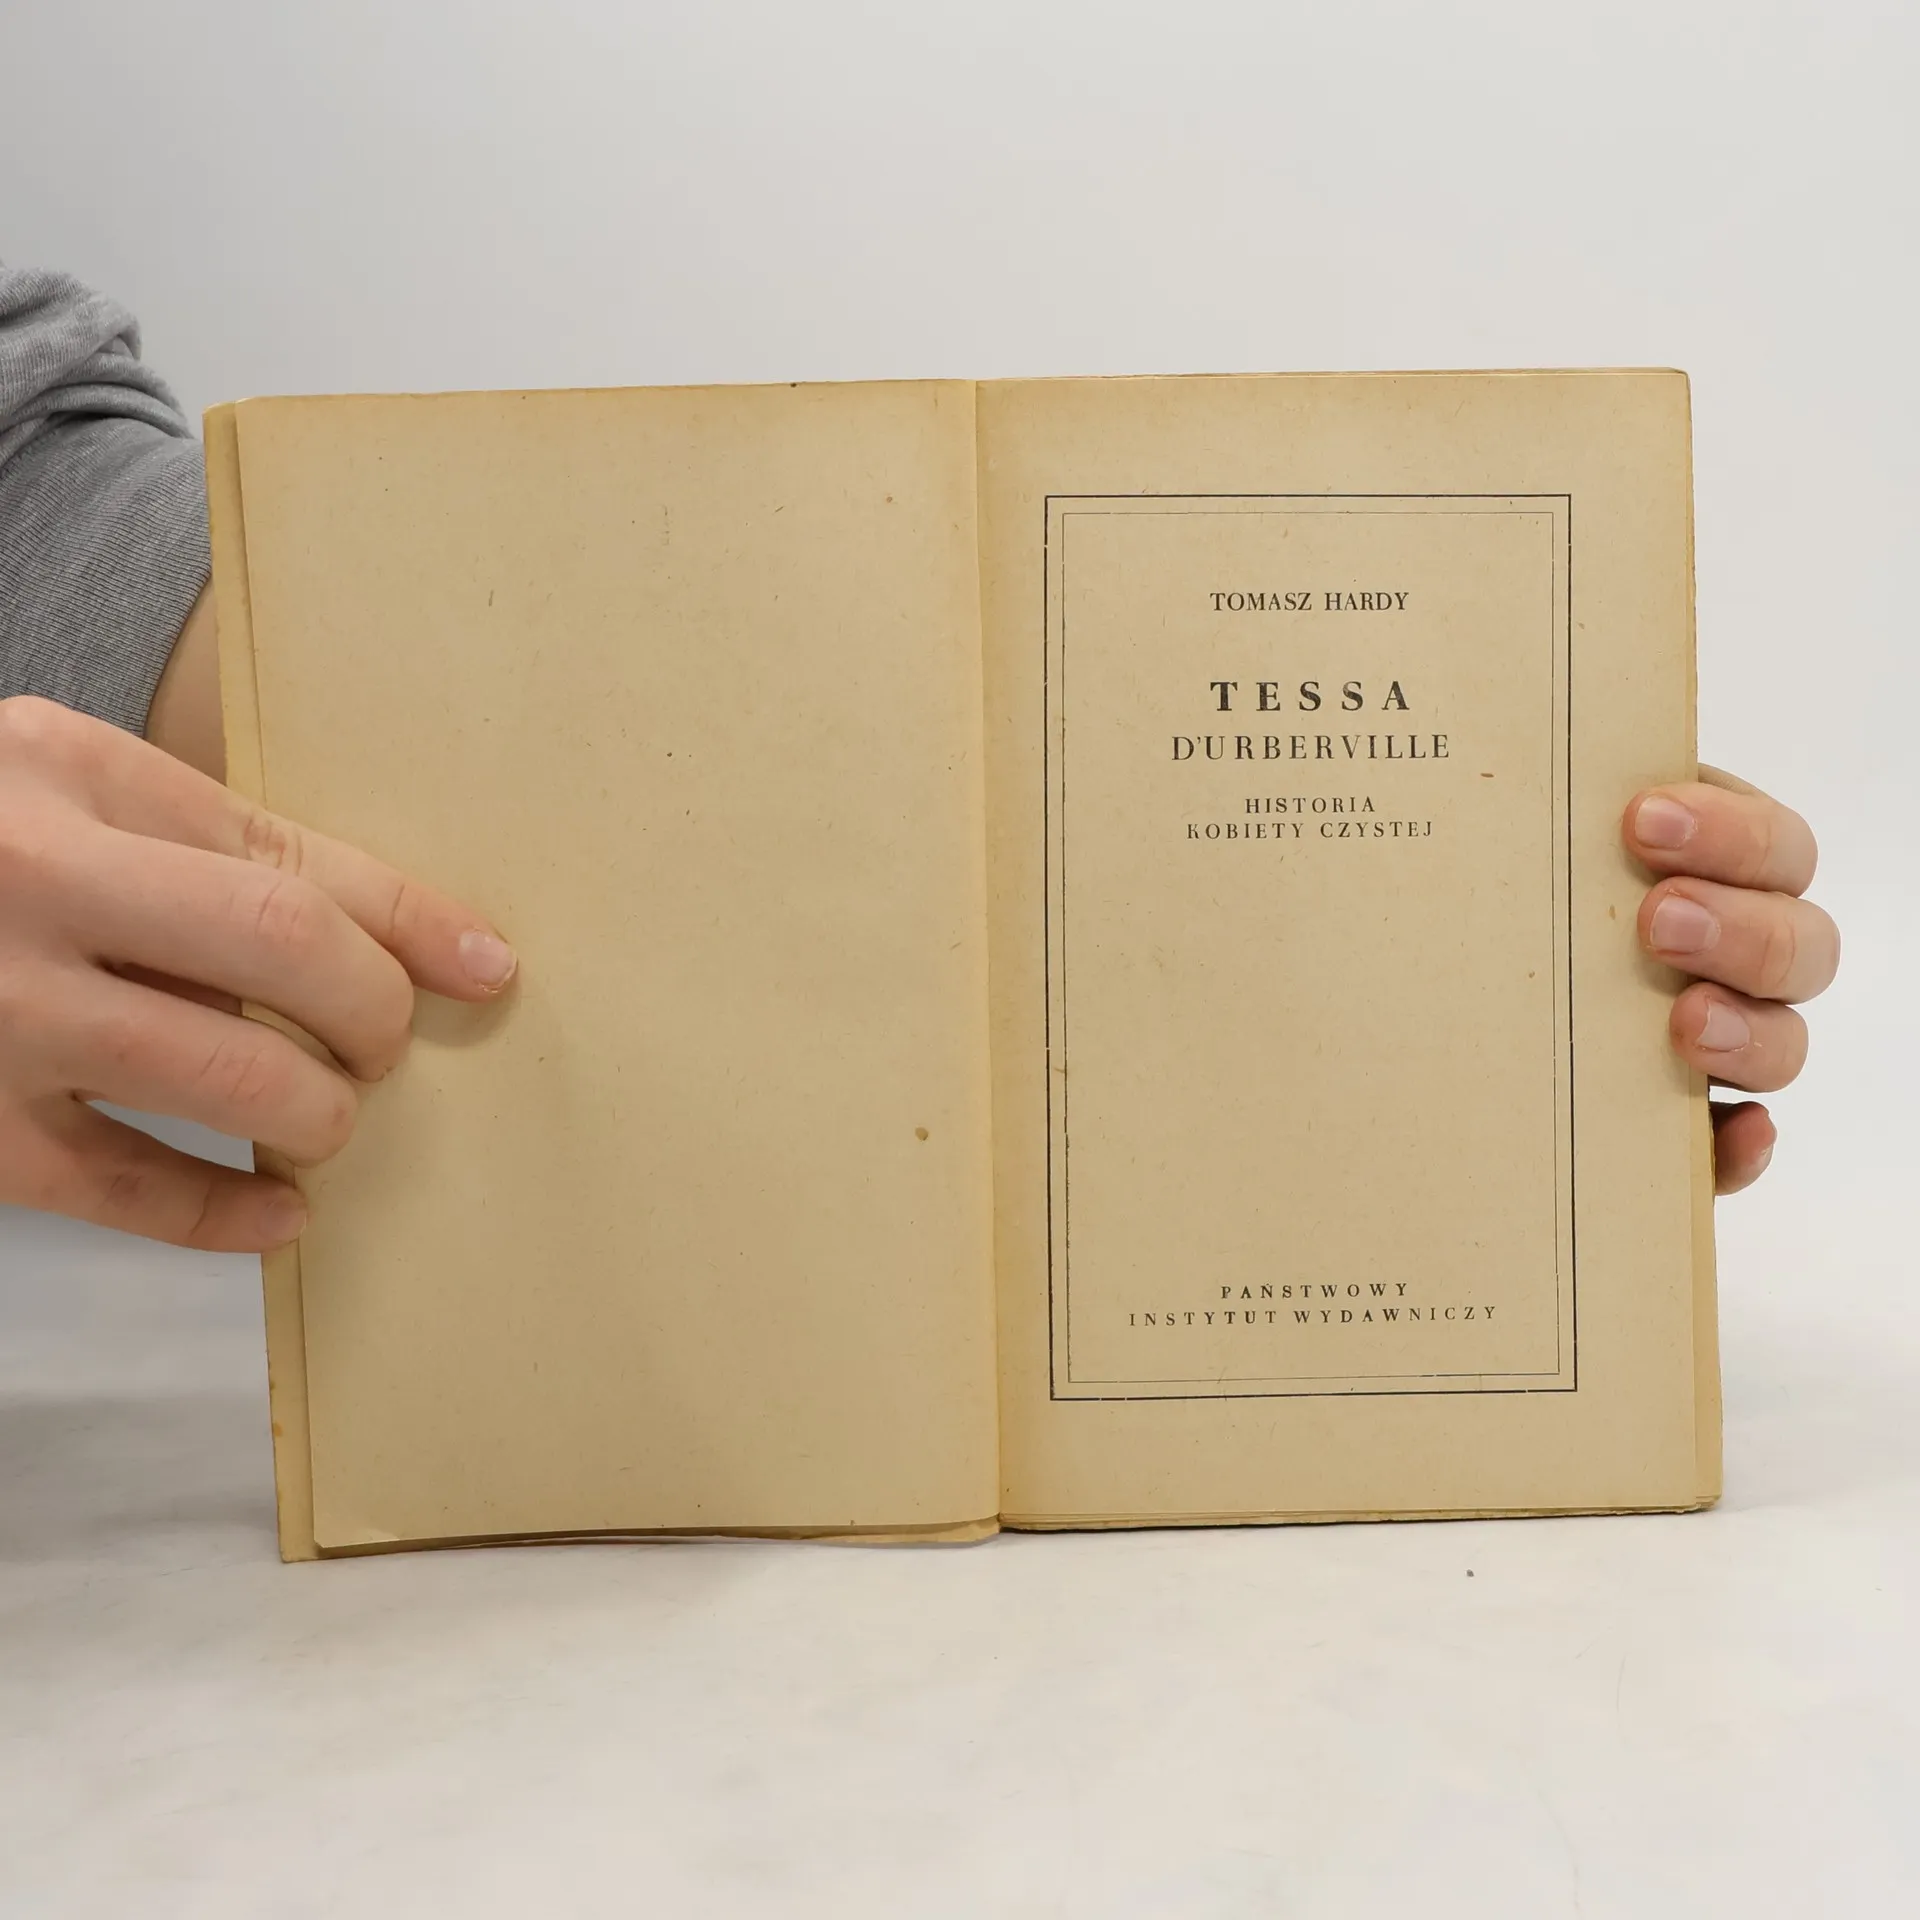 TOMASZ HARDY
TESSA
D'URBERVILLE
HISTORIA
KOBIETY CZYSTEJ
PAŃSTWOWY
INSTYTUT WYDAWNICZY